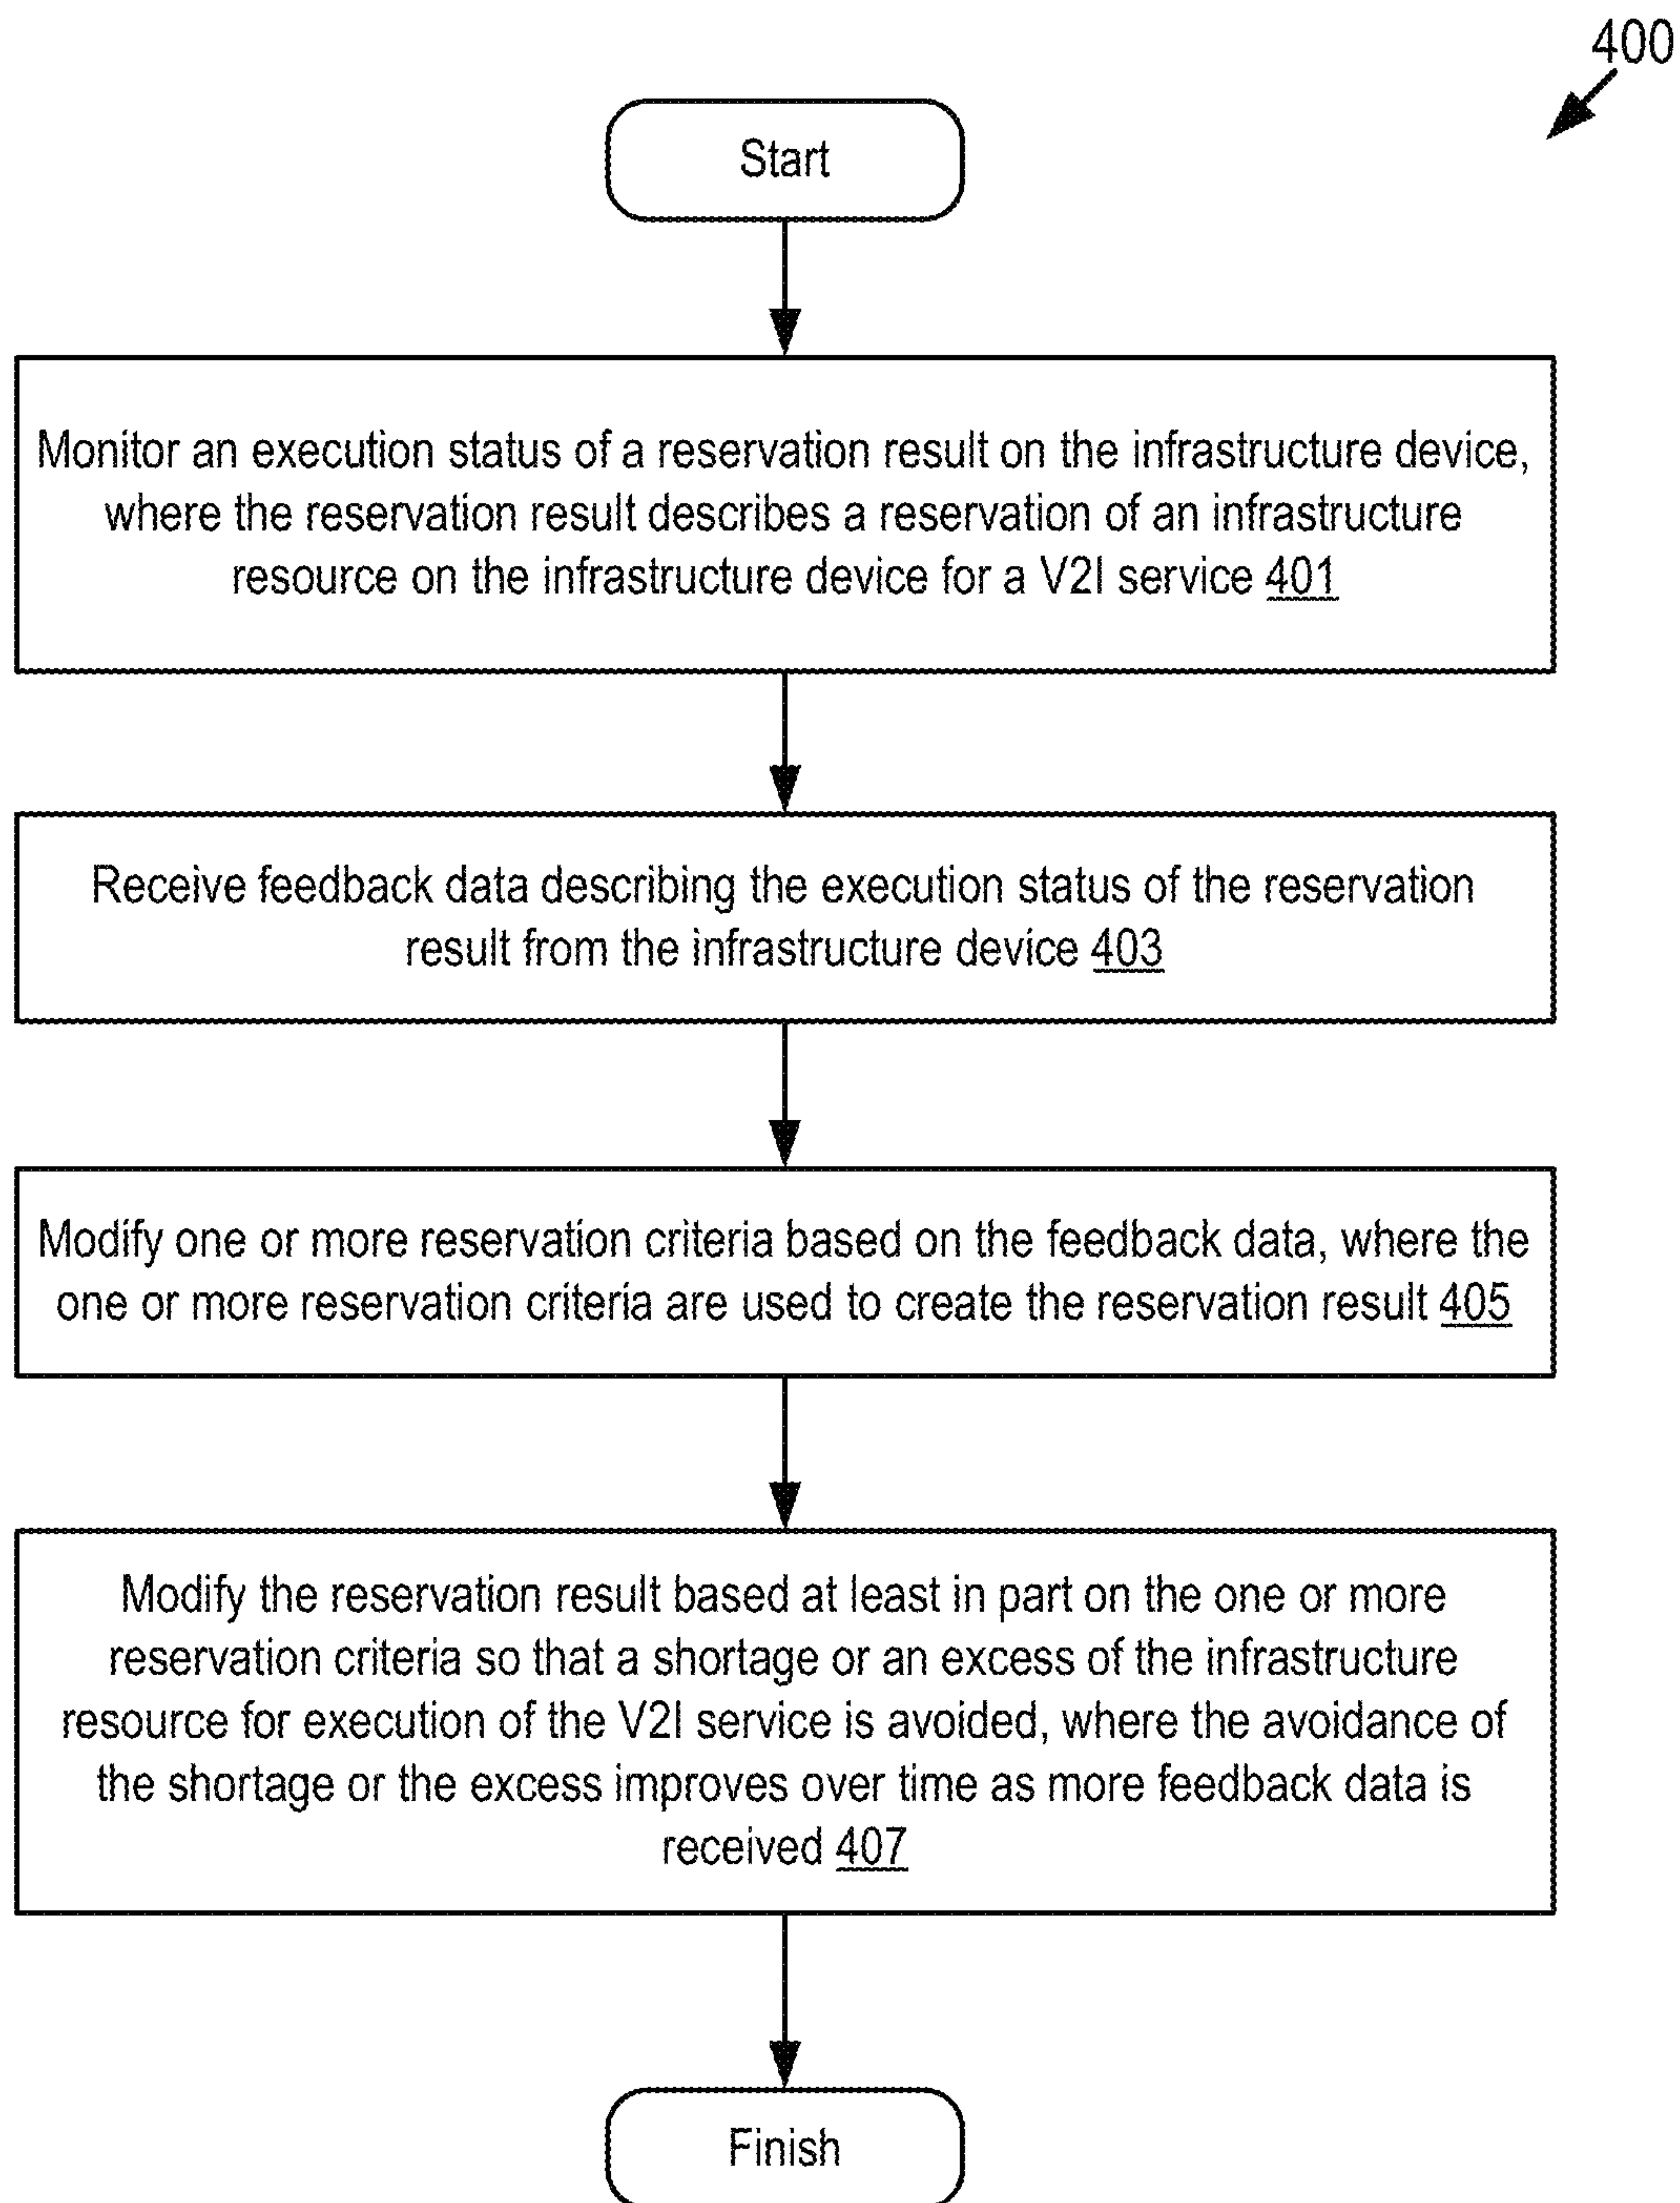 400
Start
Monitor an execution status of a reservation result on the infrastructure device,
where the reservation result describes a reservation of an infrastructure
resource on the infrastructure device for a V2I service 401
Receive feedback data describing the execution status of the reservation
result from the infrastructure device 403
Modify one or more reservation criteria based on the feedback data, where the
one or more reservation criteria are used to create the reservation result 405
Modify the reservation result based at least in part on the one or more
reservation criteria so that a shortage or an excess of the infrastructure
resource for execution of the V2I service is avoided, where the avoidance of
the shortage or the excess improves over time as more feedback data is
received 407
Finish